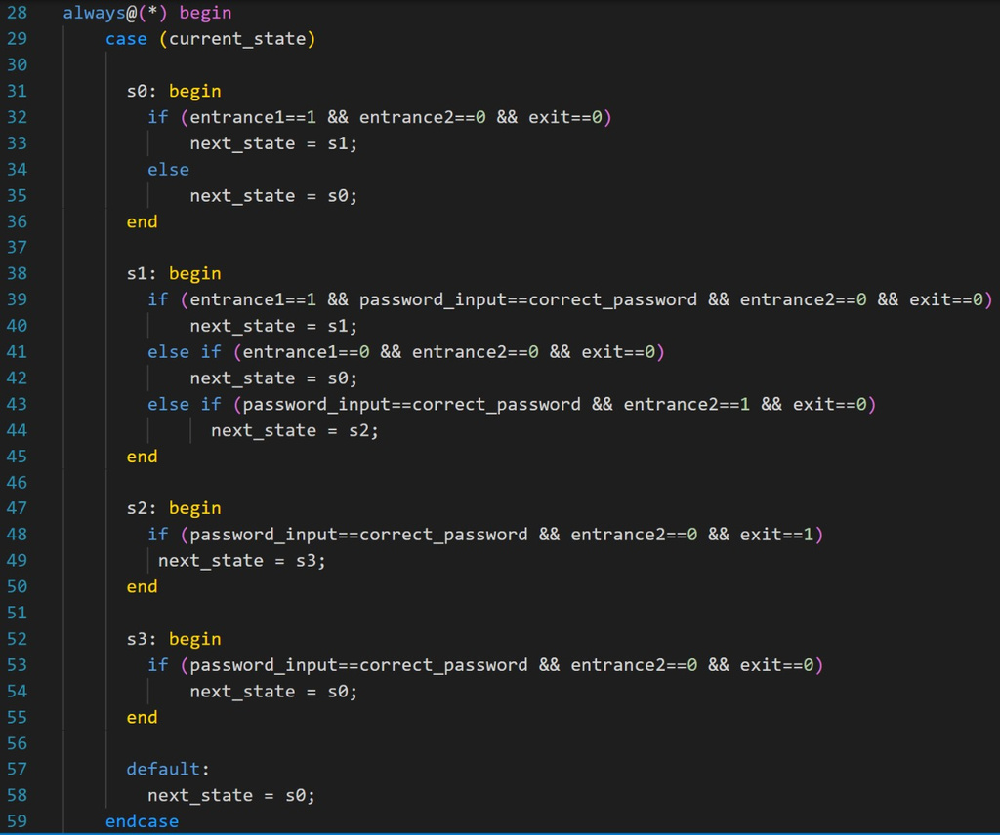 28 always@(*) begin
29 case (current_state)
30
31 s0: begin
32 if (entrance1==1 && entrance2==0 && exit==0)
33 next_state = s1;
34 else
35 next_state = s0;
36 end
37
38 s1: begin
39 if (entrance1==1 && password_input==correct_password && entrance2==0 && exit==0)
40 next_state = s1;
41 else if (entrance1==0 && entrance2==0 && exit==0)
42 next_state = s0;
43 else if (password_input==correct_password && entrance2==1 && exit==0)
44 next_state = s2;
45 end
46
47 s2: begin
48 if (password_input==correct_password && entrance2==0 && exit==1)
49 next_state = s3;
50 end
51
52 s3: begin
53 if (password_input==correct_password && entrance2==0 && exit==0)
54 next_state = s0;
55 end
56
57 default:
58 next_state = s0;
59 endcase